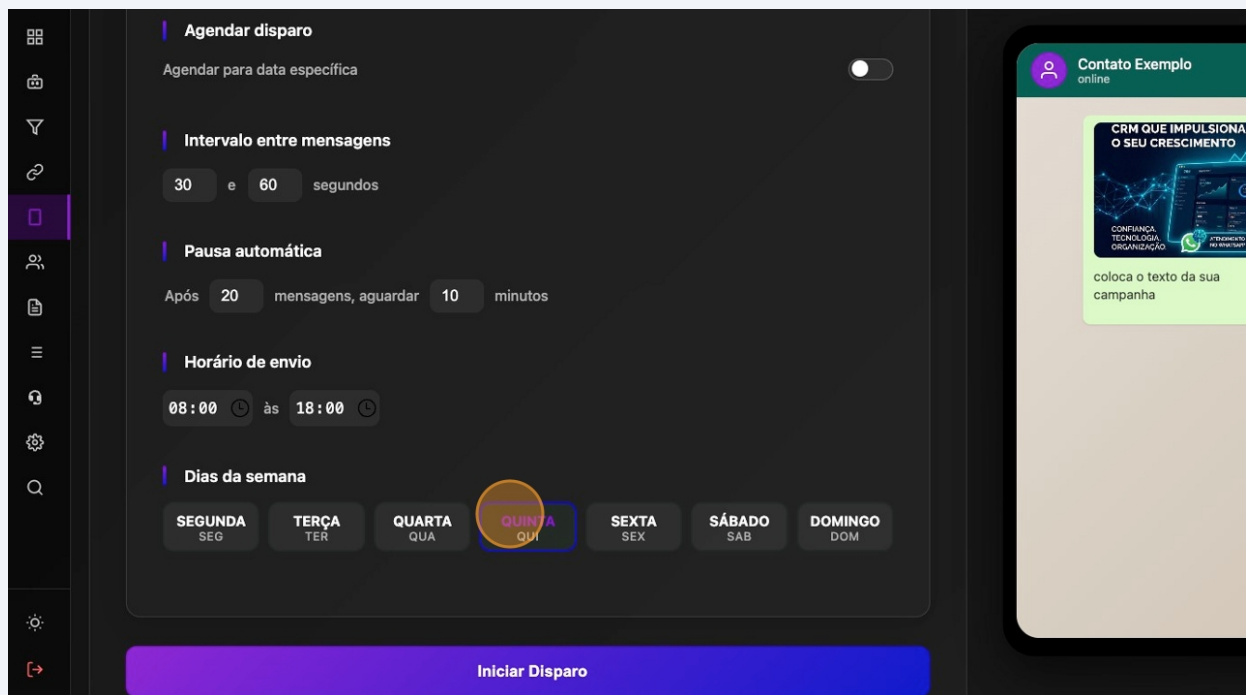 Agendar disparo
Agendar para data específica
Intervalo entre mensagens
30 e 60 segundos
Pausa automática
Após 20 mensagens, aguardar 10 minutos
Horário de envio
08:00 às 18:00
Dias da semana
SEGUNDA TERÇA QUARTA QUINTA SEXTA SÁBADO DOMINGO
SEG TER QUA QUI SEX SAB DOM
Iniciar Disparo
Contato Exemplo
online
CRM QUE IMPULSIONA
O SEU CRESCIMENTO
CONFIANÇA,
TECNOLOGIA,
ORGANIZAÇÃO
ATENDIMENTO
NO WHATSAPP
coloca o texto da sua
campanha